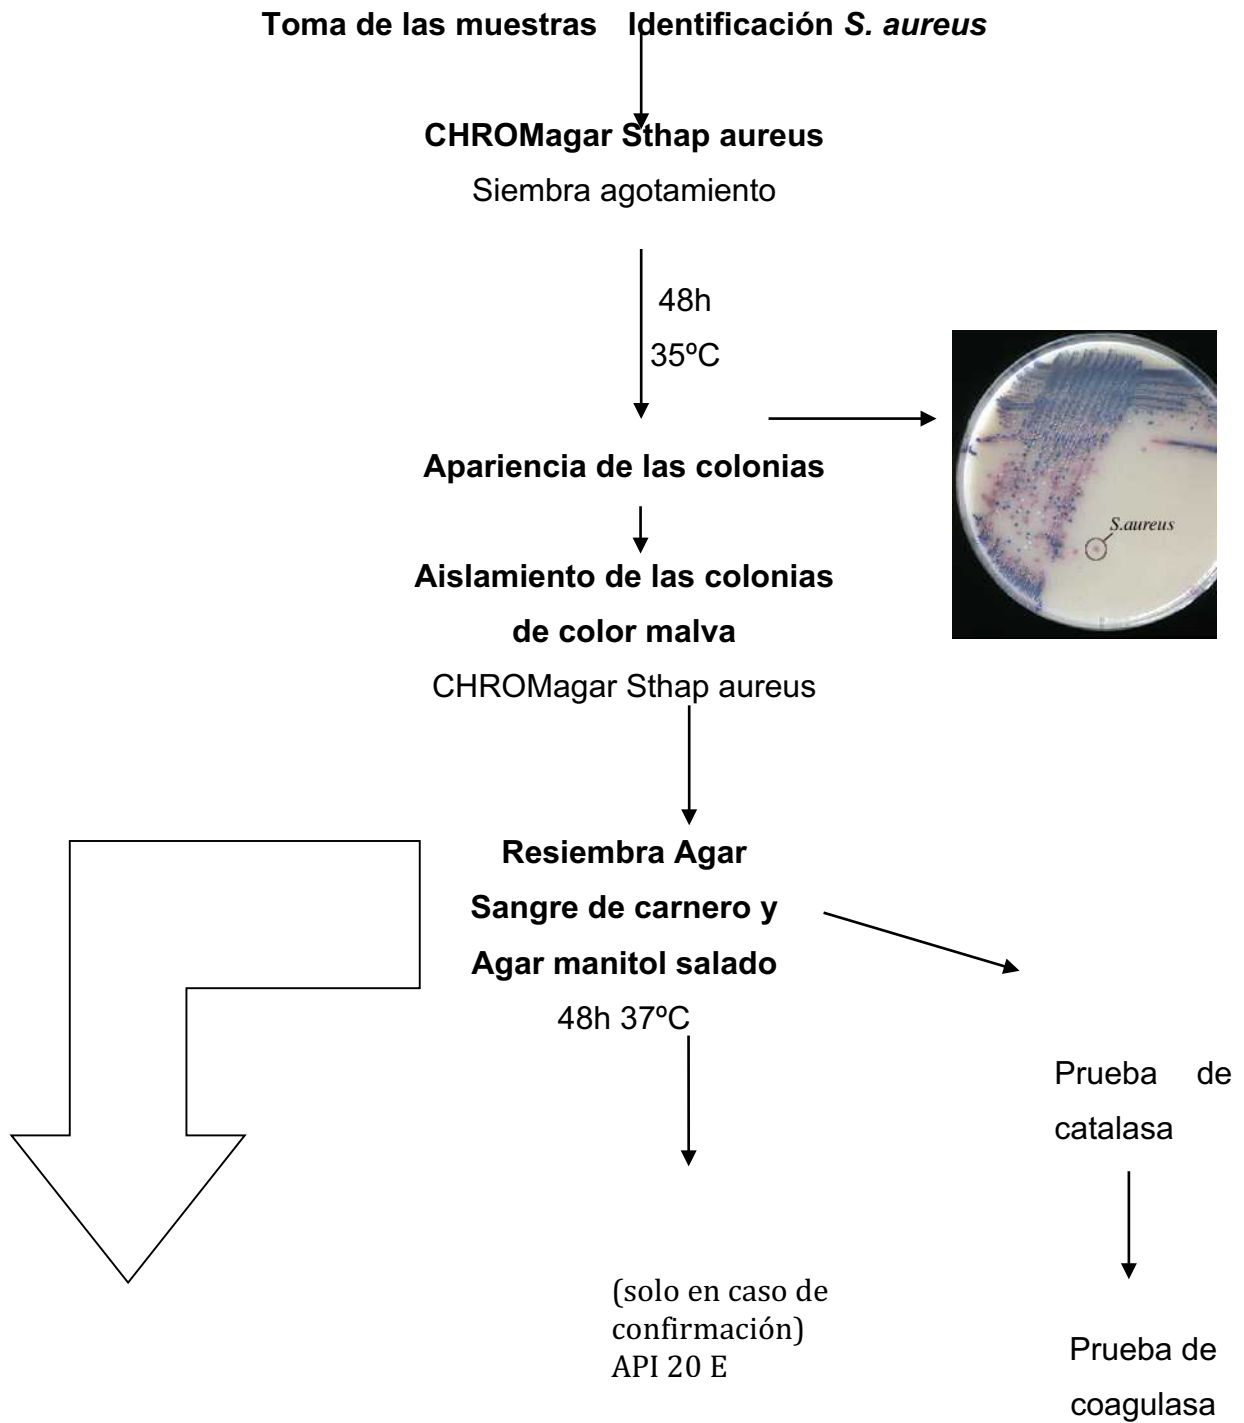 Toma de las muestras Identificación S. aureus
CHROMagar Sthap aureus
Siembra agotamiento
48h
35ºC
Apariencia de las colonias
S.aureus
Aislamiento de las colonias
de color malva
CHROMagar Sthap aureus
Resiembra Agar
Sangre de carnero y
Agar manitol salado
48h 37ºC
Prueba de
catalasa
(solo en caso de
confirmación)
API 20 E
Prueba de
coagulasa